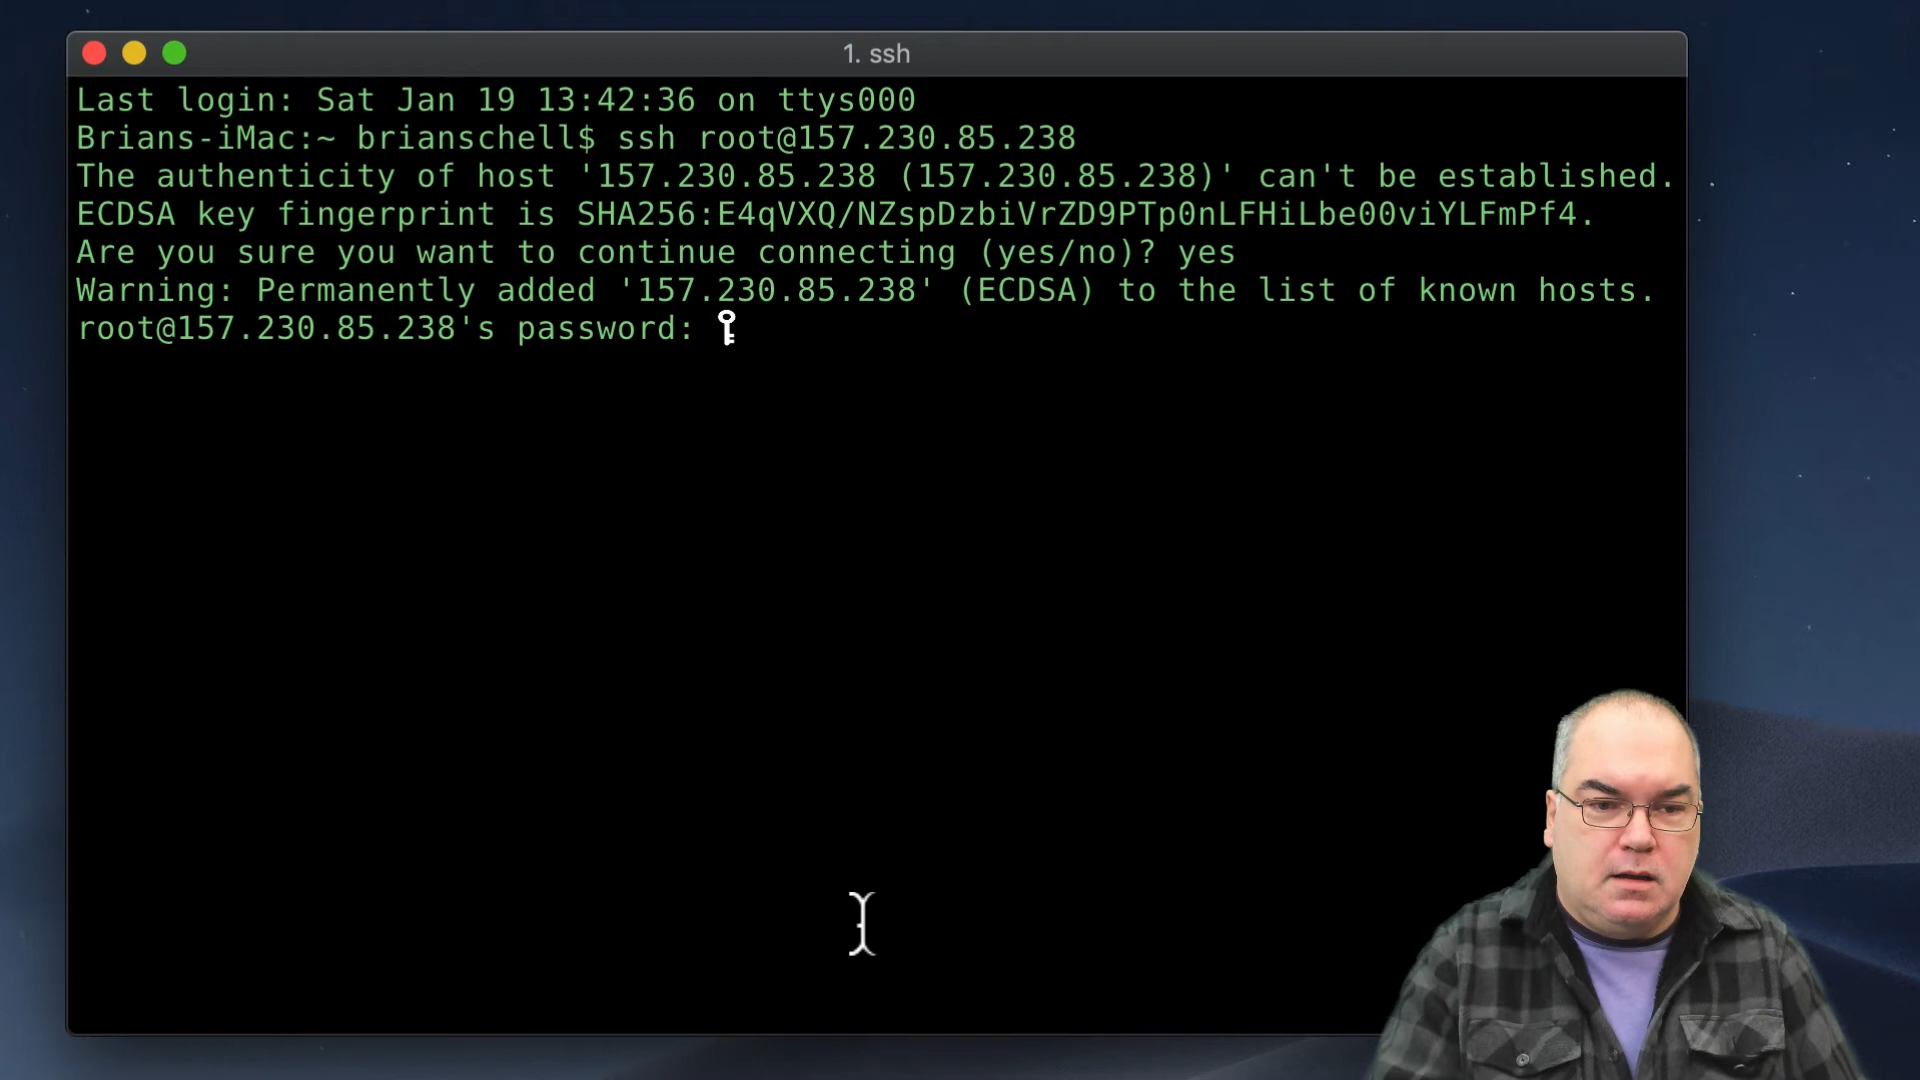 1. ssh
Last login: Sat Jan 19 13:42:36 on ttys000
Brians-iMac:~ brianschell$ ssh root@157.230.85.238
The authenticity of host '157.230.85.238 (157.230.85.238)' can't be established.
ECDSA key fingerprint is SHA256:E4qVXQ/NZspDzbiVrZD9PTp0nLFHiLbe00viYLFmPf4.
Are you sure you want to continue connecting (yes/no)? yes
Warning: Permanently added '157.230.85.238' (ECDSA) to the list of known hosts.
root@157.230.85.238's password: